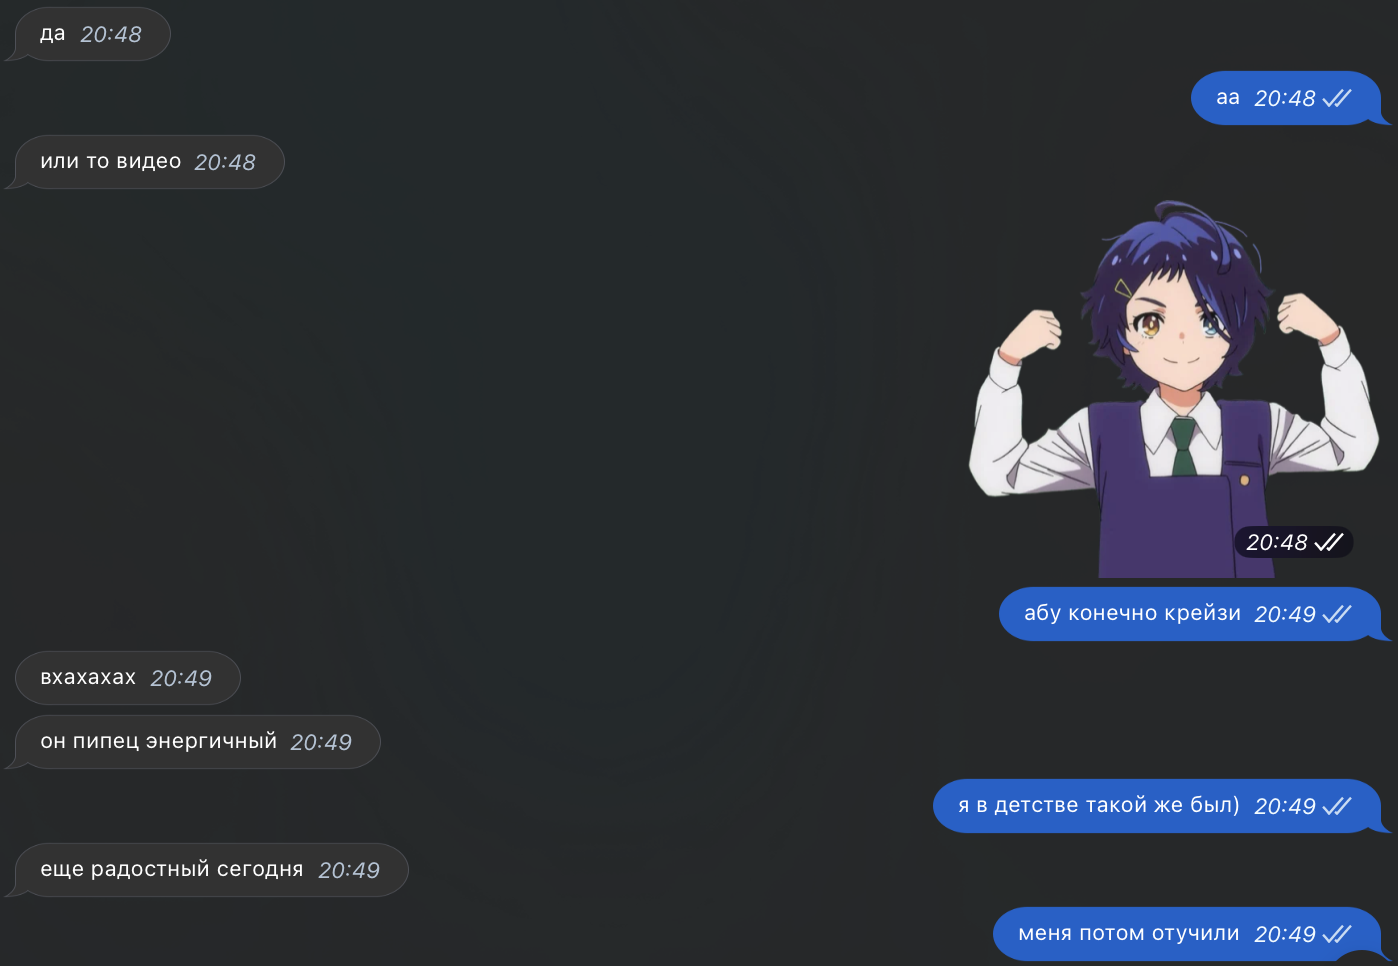 да 20:48
аа 20:48
или то видео 20:48
20:48
абу конечно крейзи 20:49
вхахахах 20:49
он пипец энергичный 20:49
я в детстве такой же был) 20:49
еще радостный сегодня 20:49
меня потом отучили 20:49